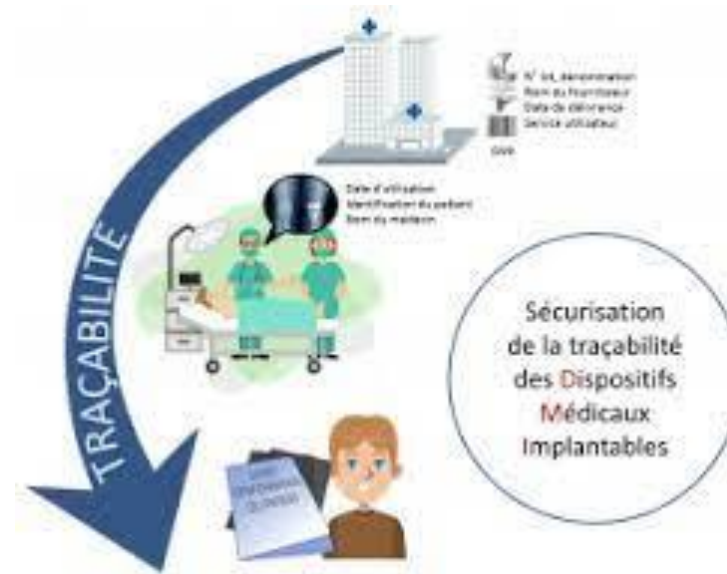 N° lot, dénomination
Nom du fournisseur
Date de délivrance
Service utilisateur
Date d'utilisation
Identification du patient
Nom du médecin
TRAÇABILITÉ
Sécurisation
de la traçabilité
des Dispositifs
Médicaux
Implantables